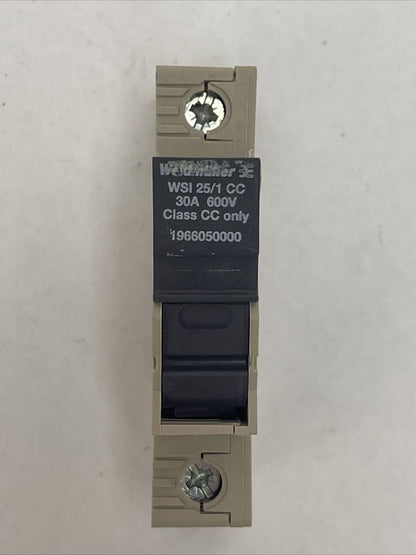 Weidmüller
WSI 25/1 CC
30A 600V
Class CC only
1966050000